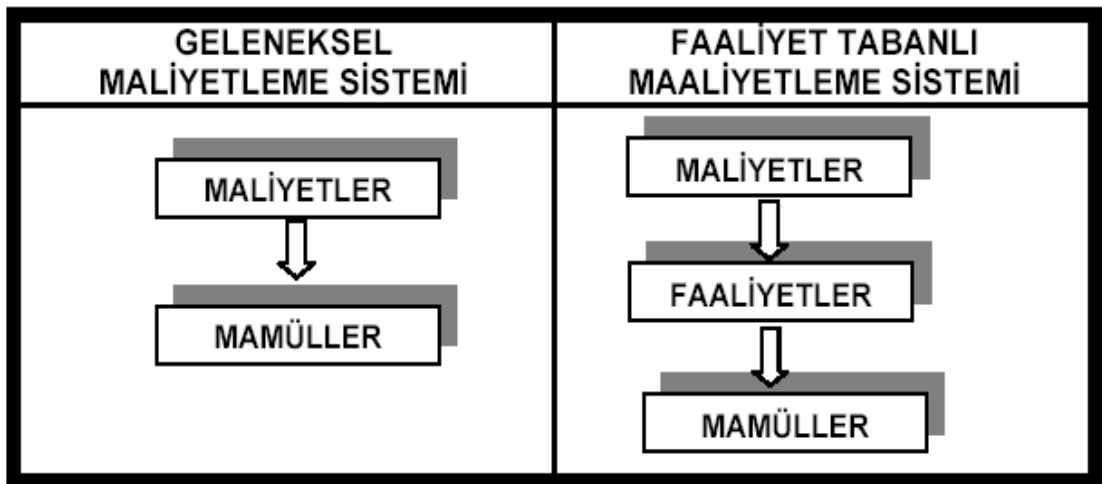 GELENEKSEL
MALİYETLEME SİSTEMİ
MALİYETLER
MAMÜLLER
FAALİYET TABANLI
MAALİYETLEME SİSTEMİ
MALİYETLER
FAALİYETLER
MAMÜLLER